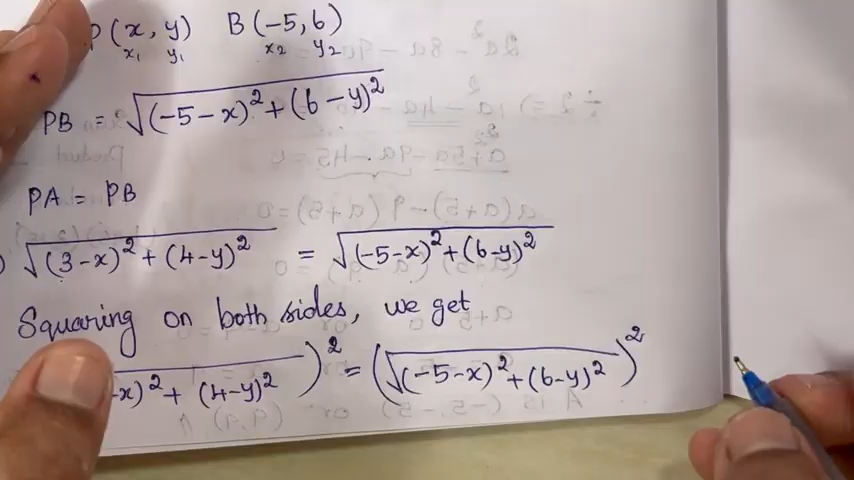 P (x, y) B (-5, 6)
x₁ y₁ x₂ y₂
PB = √(-5-x)² + (6-y)²
PA = PB
√(3-x)² + (4-y)² = √(-5-x)² + (6-y)²
Squaring on both sides, we get
-x)² + (4-y)² )² = (√(-5-x)² + (6-y)² )²